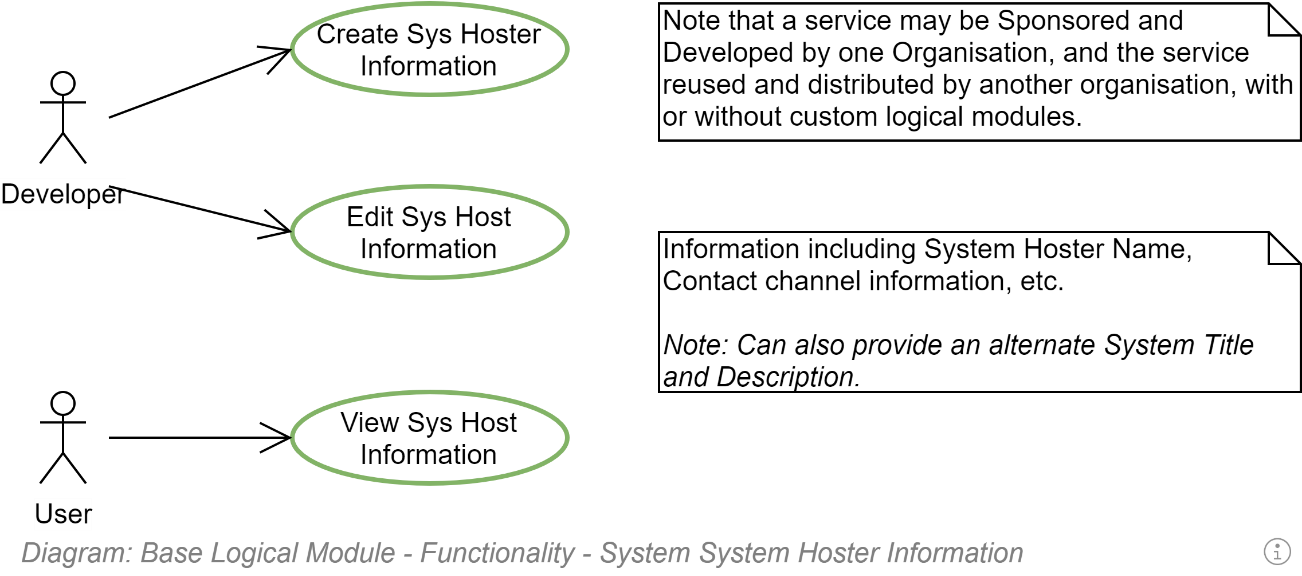 Create Sys Hoster
Information
Developer
Edit Sys Host
Information
View Sys Host
Information
User
Note that a service may be Sponsored and
Developed by one Organisation, and the service
reused and distributed by another organisation, with
or without custom logical modules.
Information including System Hoster Name,
Contact channel information, etc.
Note: Can also provide an alternate System Title
and Description.
Diagram: Base Logical Module - Functionality - System System Hoster Information